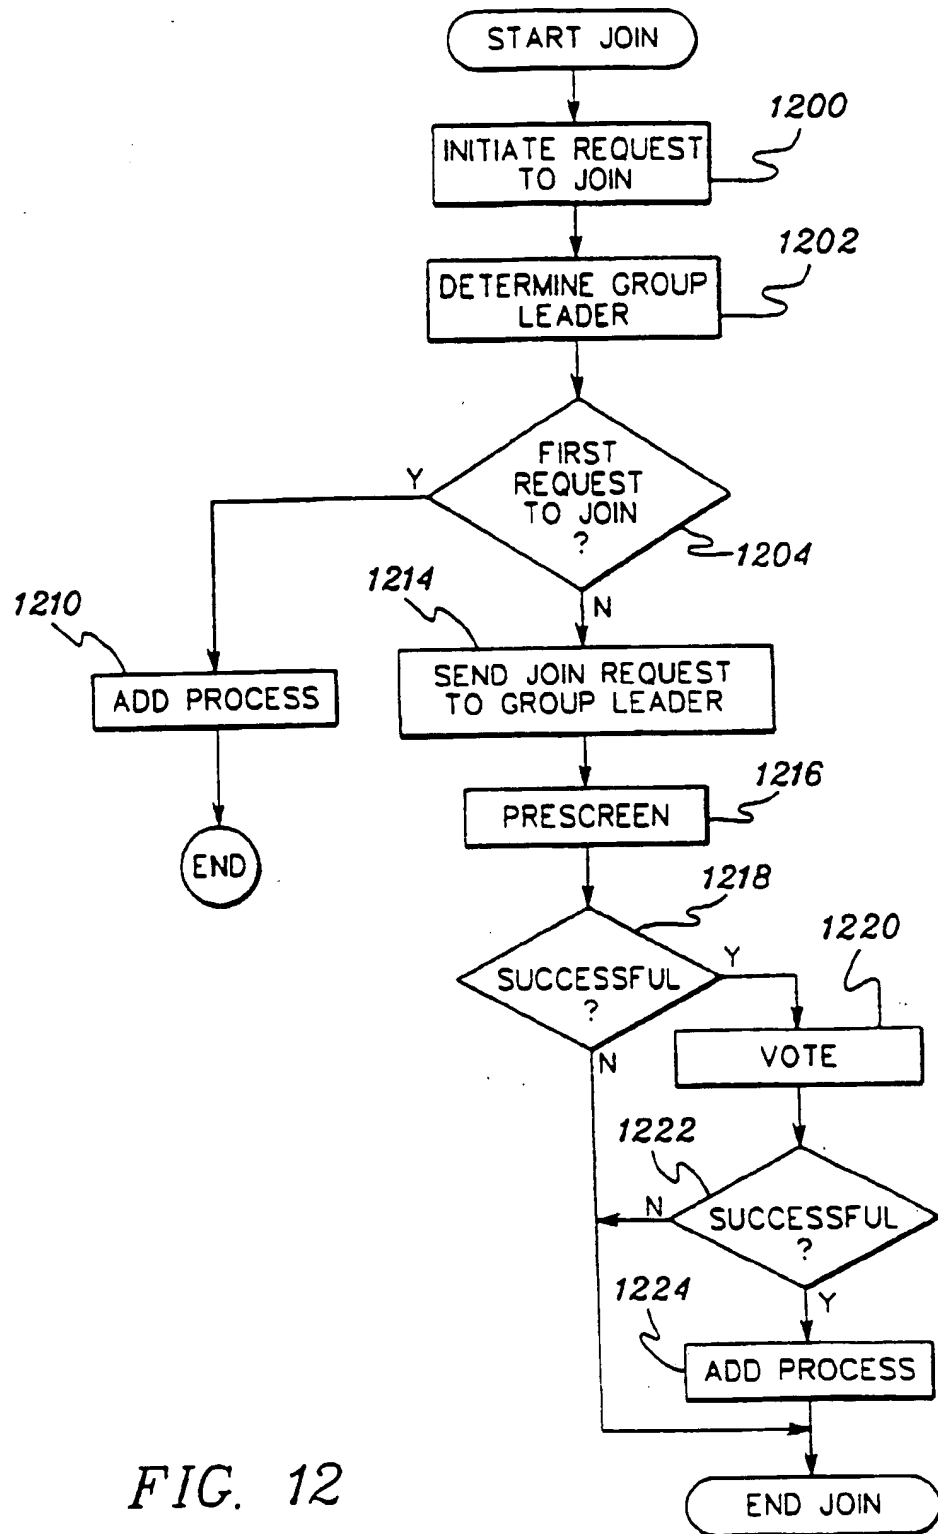 START JOIN
1200
INITIATE REQUEST
TO JOIN
1202
DETERMINE GROUP
LEADER
FIRST
REQUEST
TO JOIN
?
Y
1204
N
1214
1210
ADD PROCESS
SEND JOIN REQUEST
TO GROUP LEADER
1216
PRESCREEN
END
1218
SUCCESSFUL
?
Y
N
1220
VOTE
1222
N
SUCCESSFUL
?
Y
1224
ADD PROCESS
END JOIN
FIG. 12